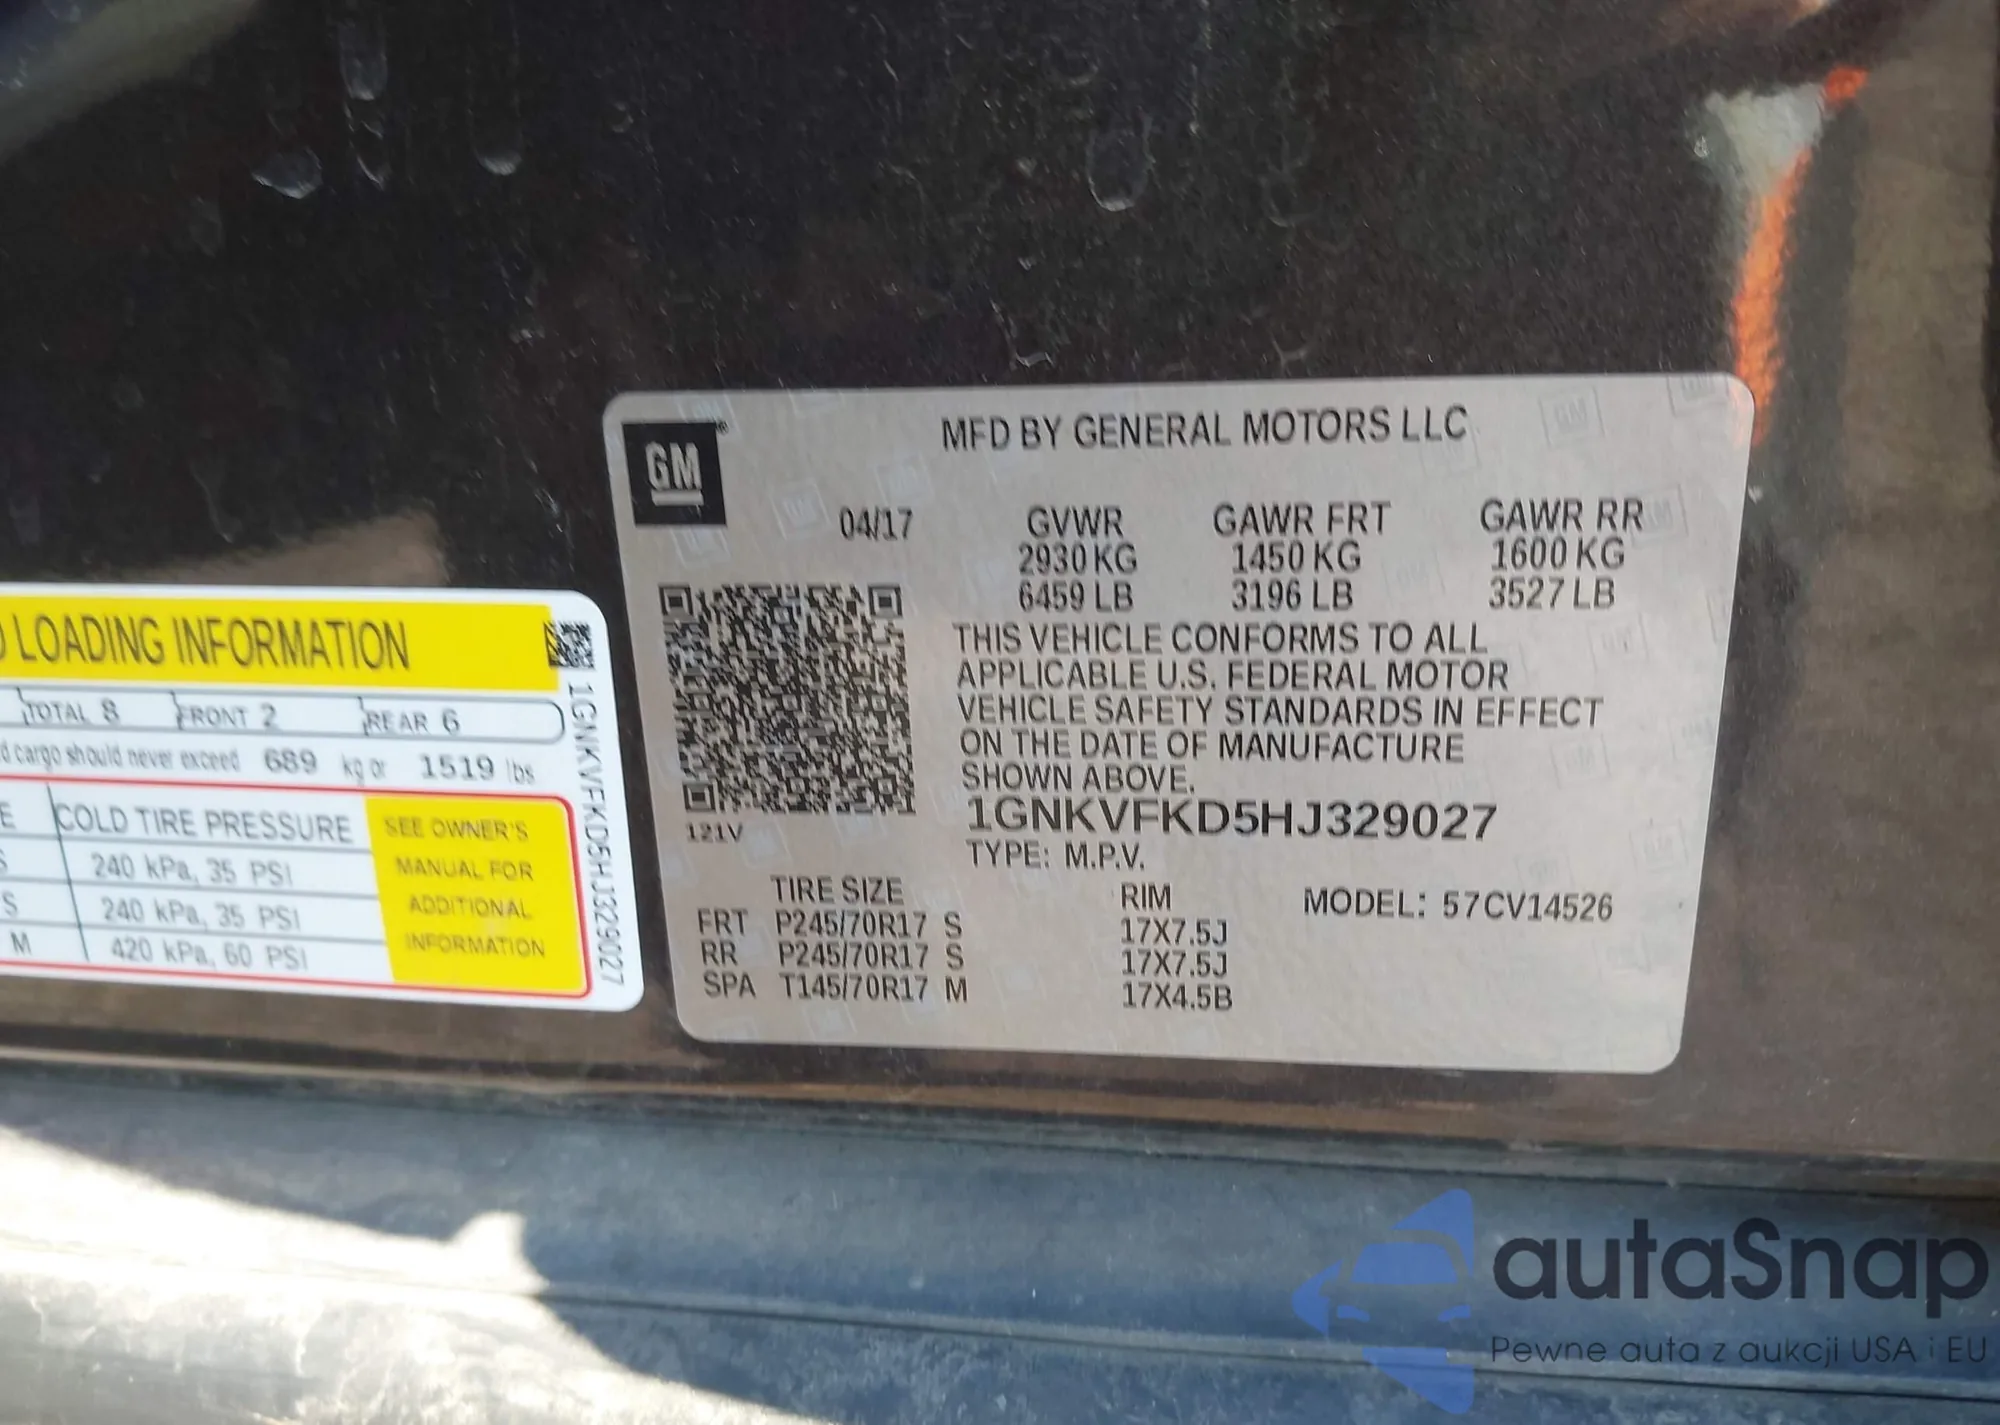 MFD BY GENERAL MOTORS LLC
GM
04/17 GVWR GAWR FRT GAWR RR
2930 KG 1450 KG 1600 KG
6459 LB 3196 LB 3527 LB
THIS VEHICLE CONFORMS TO ALL
APPLICABLE U.S. FEDERAL MOTOR
VEHICLE SAFETY STANDARDS IN EFFECT
ON THE DATE OF MANUFACTURE
SHOWN ABOVE.
1GNKVFKD5HJ329027
121V
TYPE: M.P.V.
TIRE SIZE RIM MODEL: 57CV14526
FRT P245/70R17 S 17X7.5J
RR P245/70R17 S 17X7.5J
SPA T145/70R17 M 17X4.5B
LOADING INFORMATION
TOTAL 8 FRONT 2 REAR 6
cargo should never exceed 689 kg or 1519 lbs
COLD TIRE PRESSURE
240 kPa, 35 PSI
S 240 kPa, 35 PSI
M 420 kPa, 60 PSI
SEE OWNER'S
MANUAL FOR
ADDITIONAL
INFORMATION
1GNKVFKD5HJ329027
autaSnap
Pewne auta z aukcji USA i EU